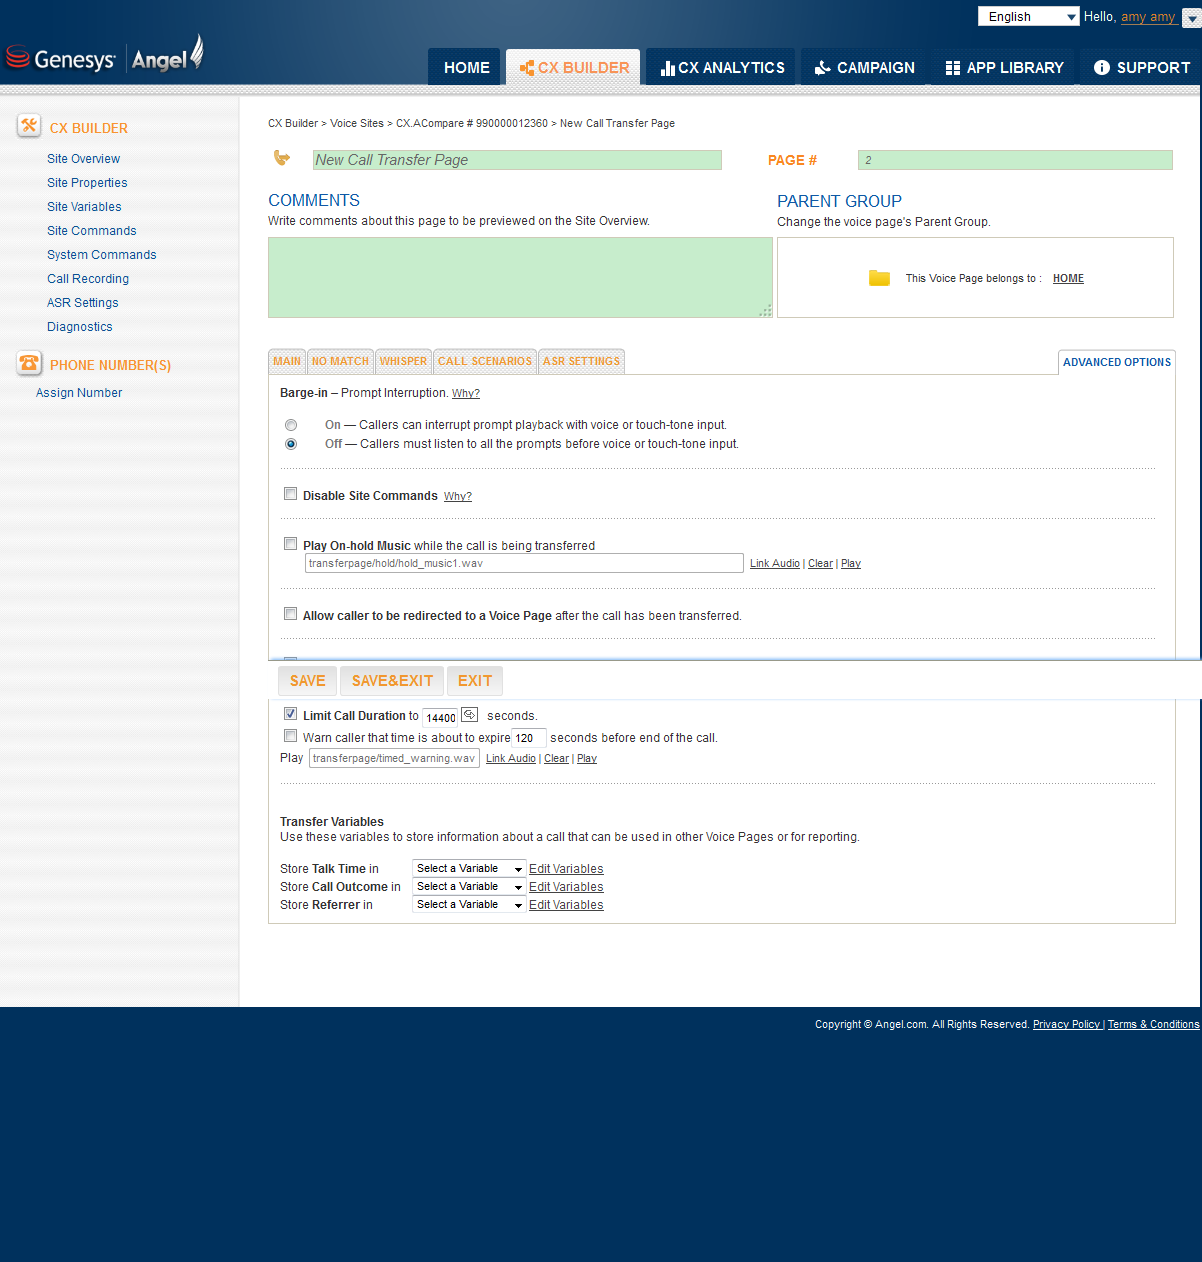 English Hello, amy amy
Genesys Angel
HOME CX BUILDER CX ANALYTICS CAMPAIGN APP LIBRARY SUPPORT
CX BUILDER
Site Overview
Site Properties
Site Variables
Site Commands
System Commands
Call Recording
ASR Settings
Diagnostics
PHONE NUMBER(S)
Assign Number
CX Builder > Voice Sites > CX.ACompare # 990000012360 > New Call Transfer Page
New Call Transfer Page PAGE # 2
COMMENTS
Write comments about this page to be previewed on the Site Overview.
PARENT GROUP
Change the voice page's Parent Group.
This Voice Page belongs to : HOME
MAIN NO MATCH WHISPER CALL SCENARIOS ASR SETTINGS ADVANCED OPTIONS
Barge-in – Prompt Interruption. Why?
On — Callers can interrupt prompt playback with voice or touch-tone input.
Off — Callers must listen to all the prompts before voice or touch-tone input.
Disable Site Commands Why?
Play On-hold Music while the call is being transferred
transferpage/hold/hold_music1.wav Link Audio | Clear | Play
Allow caller to be redirected to a Voice Page after the call has been transferred.
SAVE SAVE&EXIT EXIT
Limit Call Duration to 14400 seconds.
Warn caller that time is about to expire 120 seconds before end of the call.
Play transferpage/timed_warning.wav Link Audio | Clear | Play
Transfer Variables
Use these variables to store information about a call that can be used in other Voice Pages or for reporting.
Store Talk Time in Select a Variable Edit Variables
Store Call Outcome in Select a Variable Edit Variables
Store Referrer in Select a Variable Edit Variables
Copyright © Angel.com. All Rights Reserved. Privacy Policy | Terms & Conditions